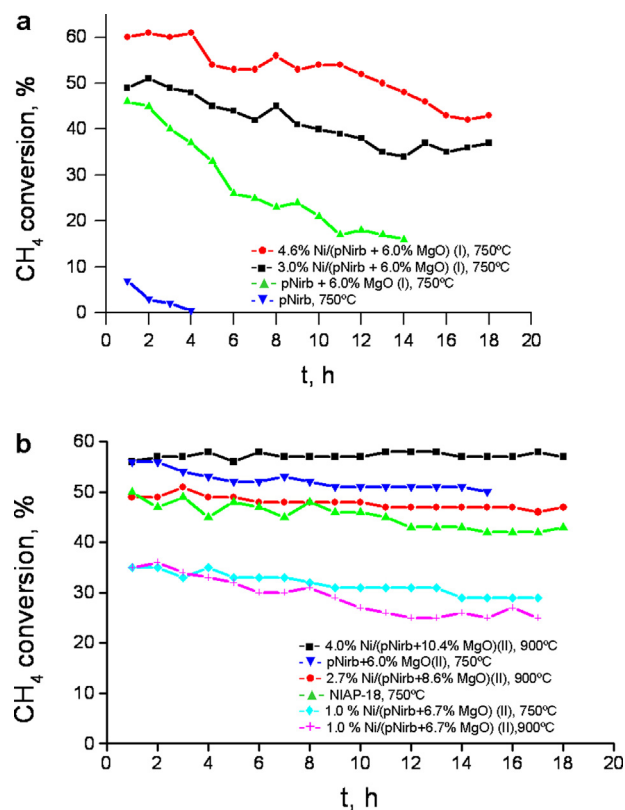 a
60
50
40
30
20
10
0
CH4 conversion, %
4.6% Ni/(pNirb + 6.0% MgO) (I), 750ºC
3.0% Ni/(pNirb + 6.0% MgO) (I), 750ºC
pNirb + 6.0% MgO (I), 750ºC
pNirb, 750ºC
0 2 4 6 8 10 12 14 16 18 20
t, h
b
60
50
40
30
20
10
0
CH4 conversion, %
4.0% Ni/(pNirb+10.4% MgO)(II), 900ºC
pNirb+6.0% MgO(II), 750ºC
2.7% Ni/(pNirb+8.6% MgO)(II), 900ºC
NIAP-18, 750ºC
1.0% Ni/(pNirb+6.7% MgO) (II), 750ºC
1.0 % Ni/(pNirb+6.7% MgO) (II),900ºC
0 2 4 6 8 10 12 14 16 18 20
t, h